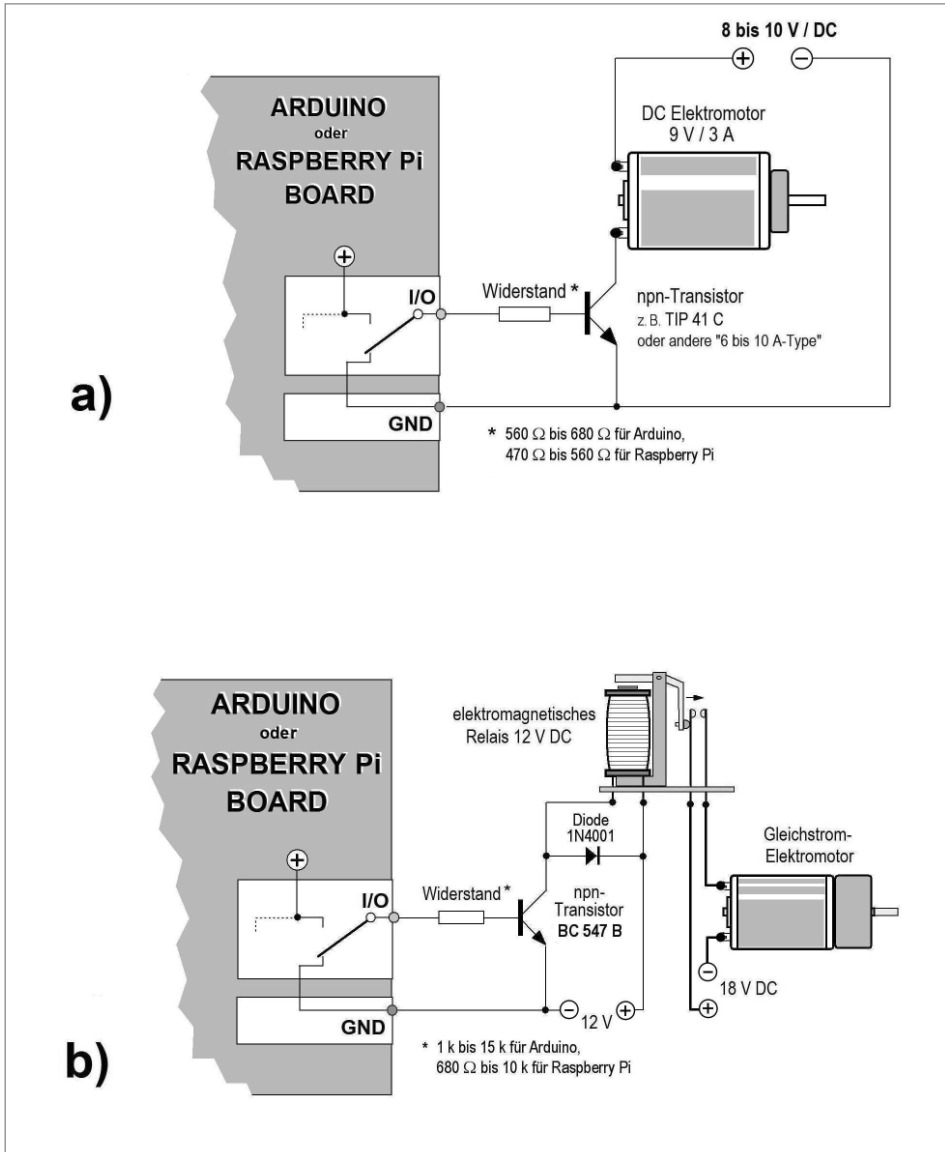 8 bis 10 V / DC
+ −
ARDUINO
oder
RASPBERRY Pi
BOARD
DC Elektromotor
9 V / 3 A
+
I/O
Widerstand *
npn-Transistor
z. B. TIP 41 C
oder andere "6 bis 10 A-Type"
a)
GND
* 560 Ω bis 680 Ω für Arduino,
470 Ω bis 560 Ω für Raspberry Pi
ARDUINO
oder
RASPBERRY Pi
BOARD
elektromagnetisches
Relais 12 V DC
Diode
1N4001
Gleichstrom-
Elektromotor
+
I/O
Widerstand *
npn-
Transistor
BC 547 B
−
18 V DC
+
GND
− 12 V +
b)
* 1 k bis 15 k für Arduino,
680 Ω bis 10 k für Raspberry Pi